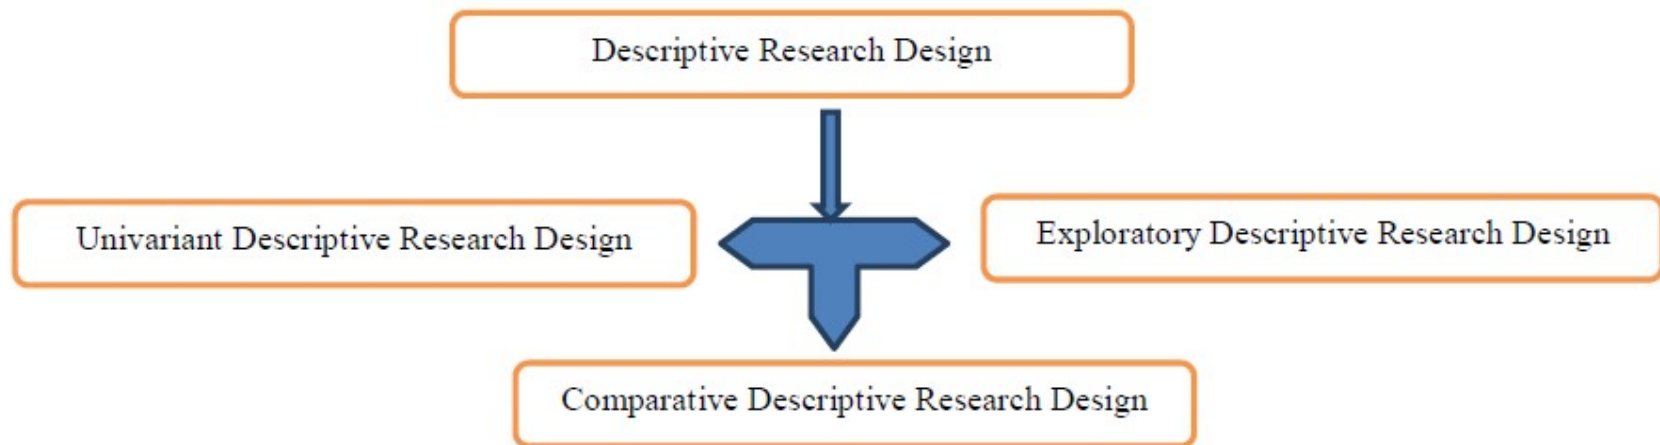 Descriptive Research Design
Univariant Descriptive Research Design
Exploratory Descriptive Research Design
Comparative Descriptive Research Design